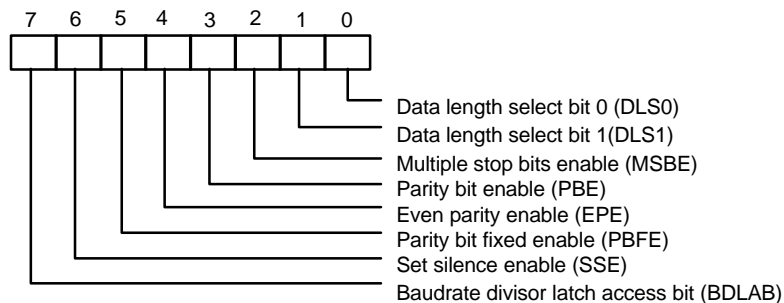 7 6 5 4 3 2 1 0
Data length select bit 0 (DLS0)
Data length select bit 1(DLS1)
Multiple stop bits enable (MSBE)
Parity bit enable (PBE)
Even parity enable (EPE)
Parity bit fixed enable (PBFE)
Set silence enable (SSE)
Baudrate divisor latch access bit (BDLAB)